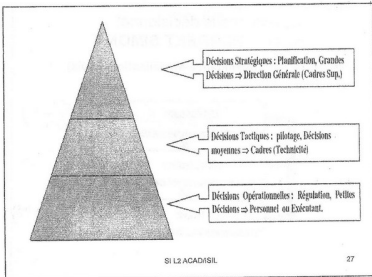 Décisions Stratégiques : Planification, Grandes
Décisions ⇒ Direction Générale (Cadres Sup.)
Décisions Tactiques : pilotage, Décisions
moyennes ⇒ Cadres (Technicité)
Décisions Opérationnelles : Régulation, Petites
Décisions ⇒ Personnel ou Exécutant.
SI L2 ACAD/ISIL
27